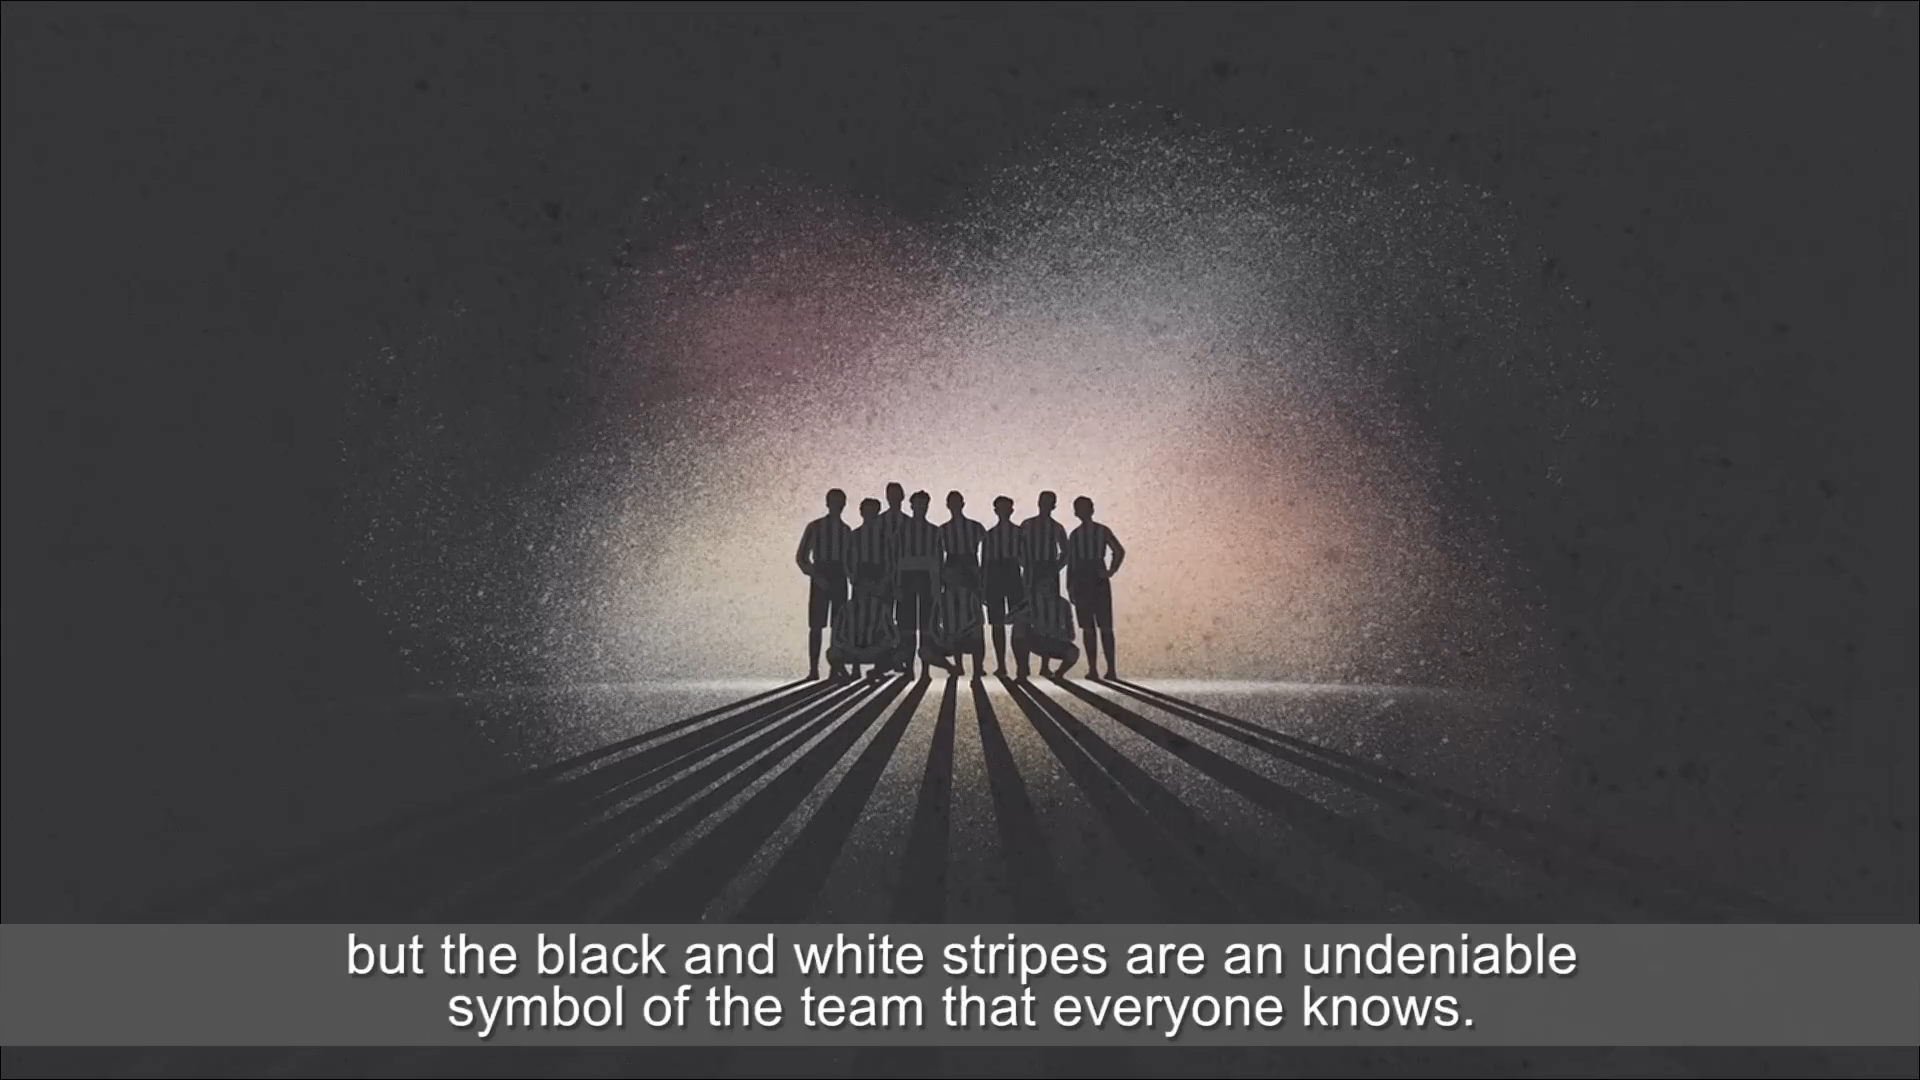 but the black and white stripes are an undeniable
symbol of the team that everyone knows.